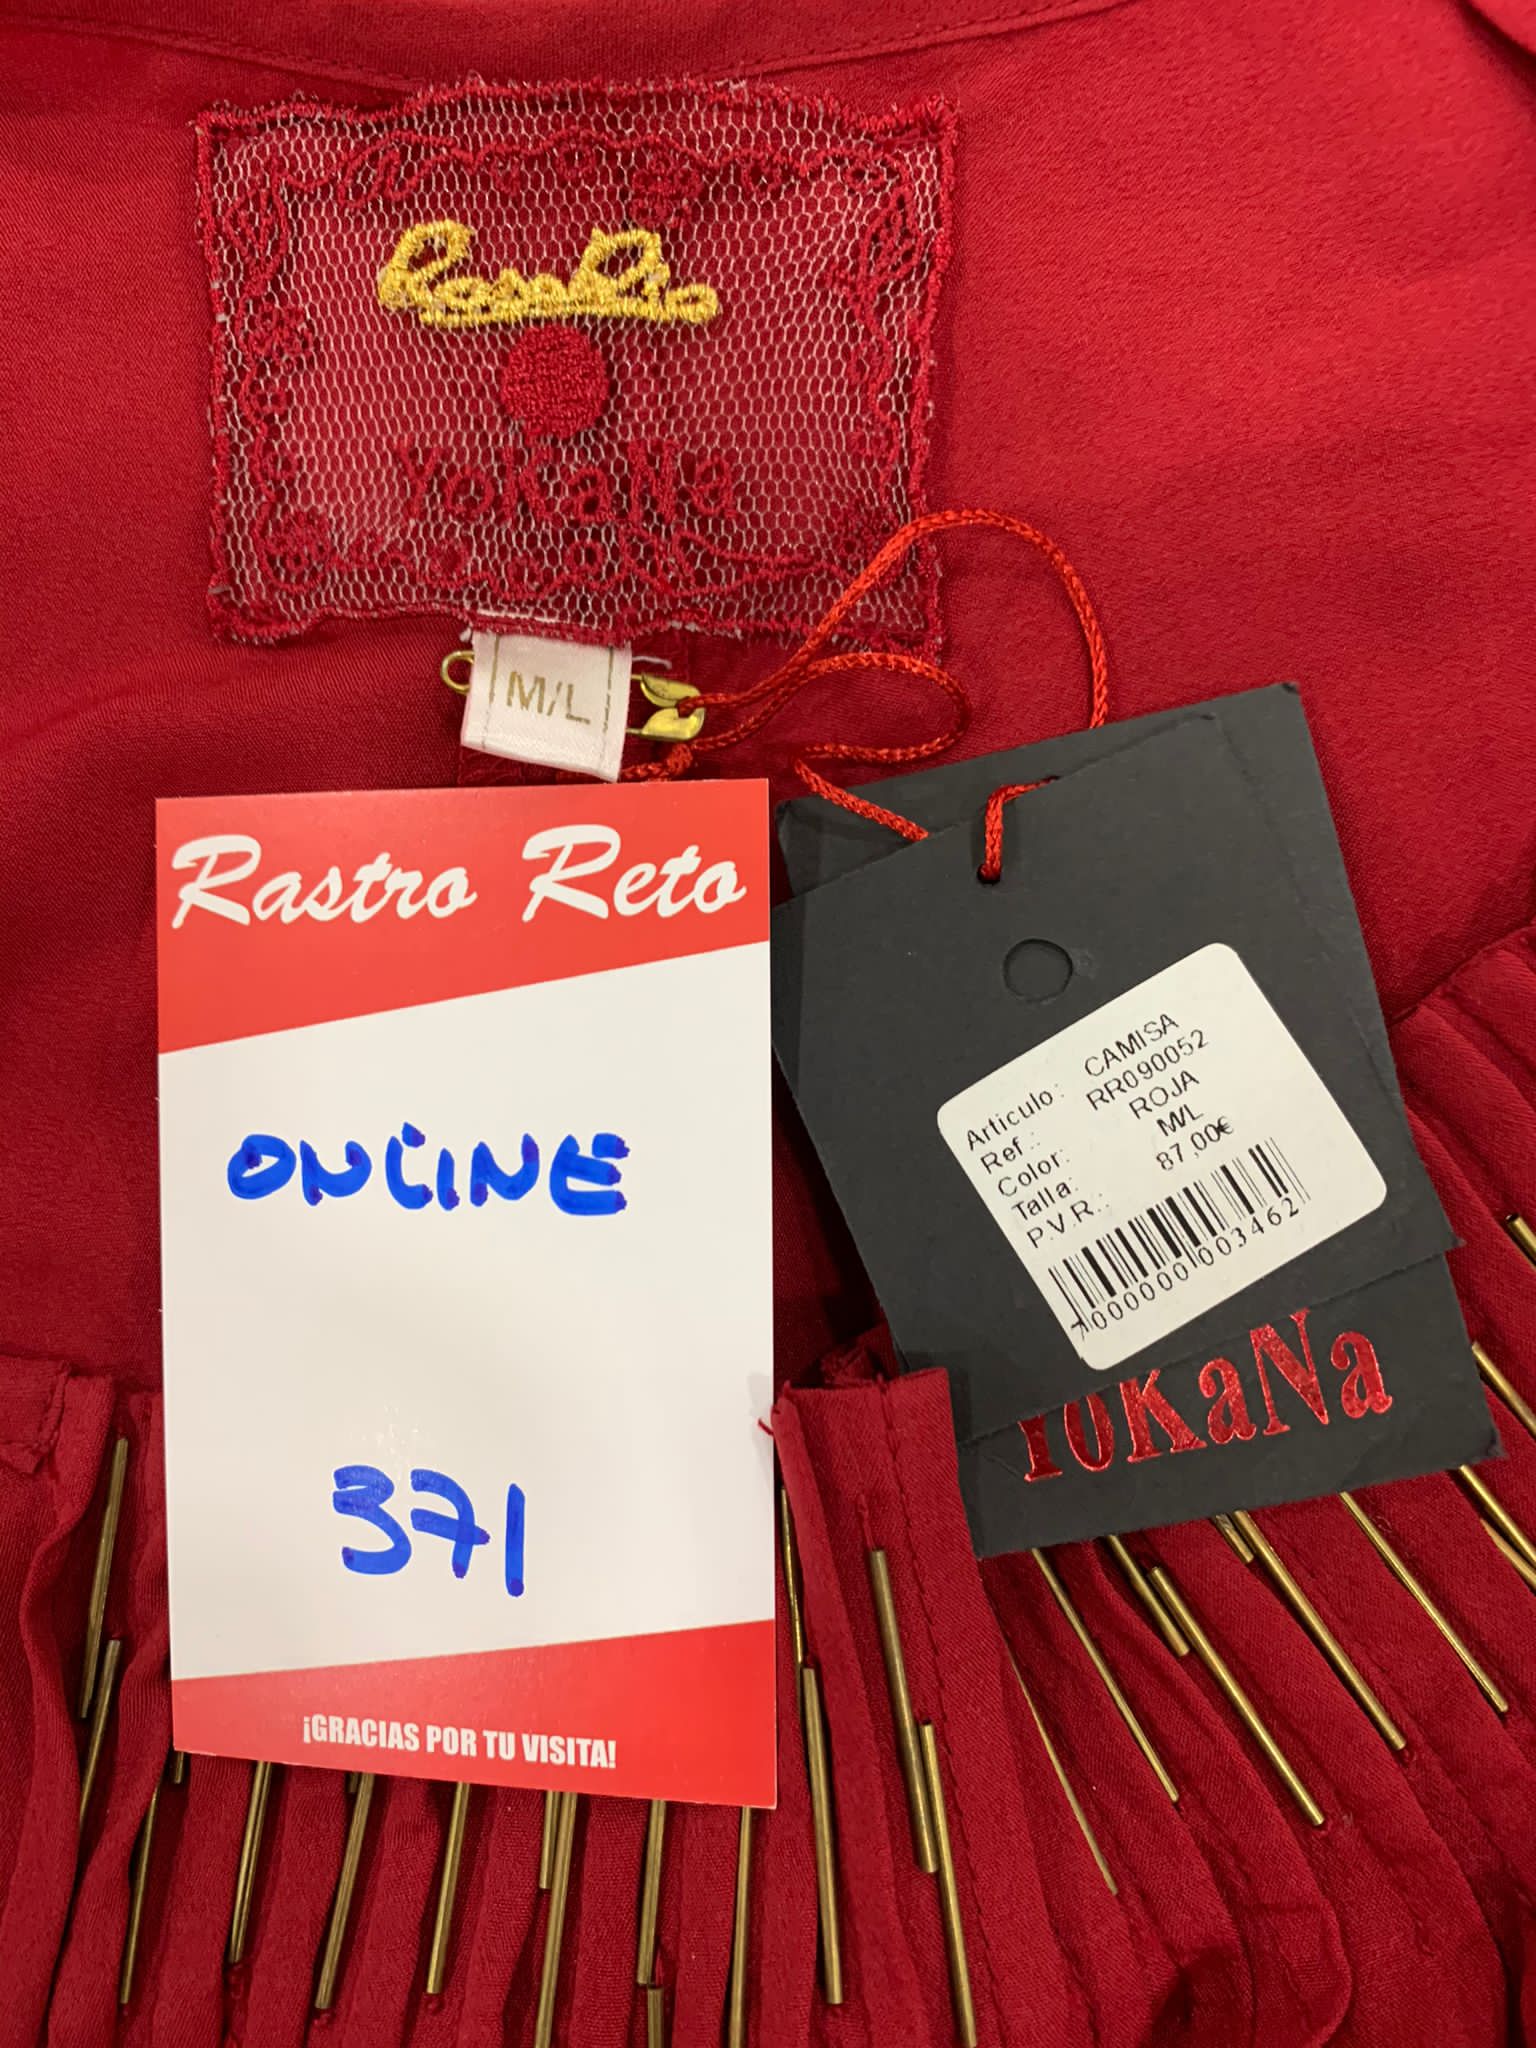 RosaRio
YoKaNa
M/L
Rastro Reto
ONLINE
371
¡GRACIAS POR TU VISITA!
Articulo: CAMISA
Ref.: RR090052
Color: ROJA
Talla: M/L
P.V.R.: 87,00€
7000000003462
YoKaNa